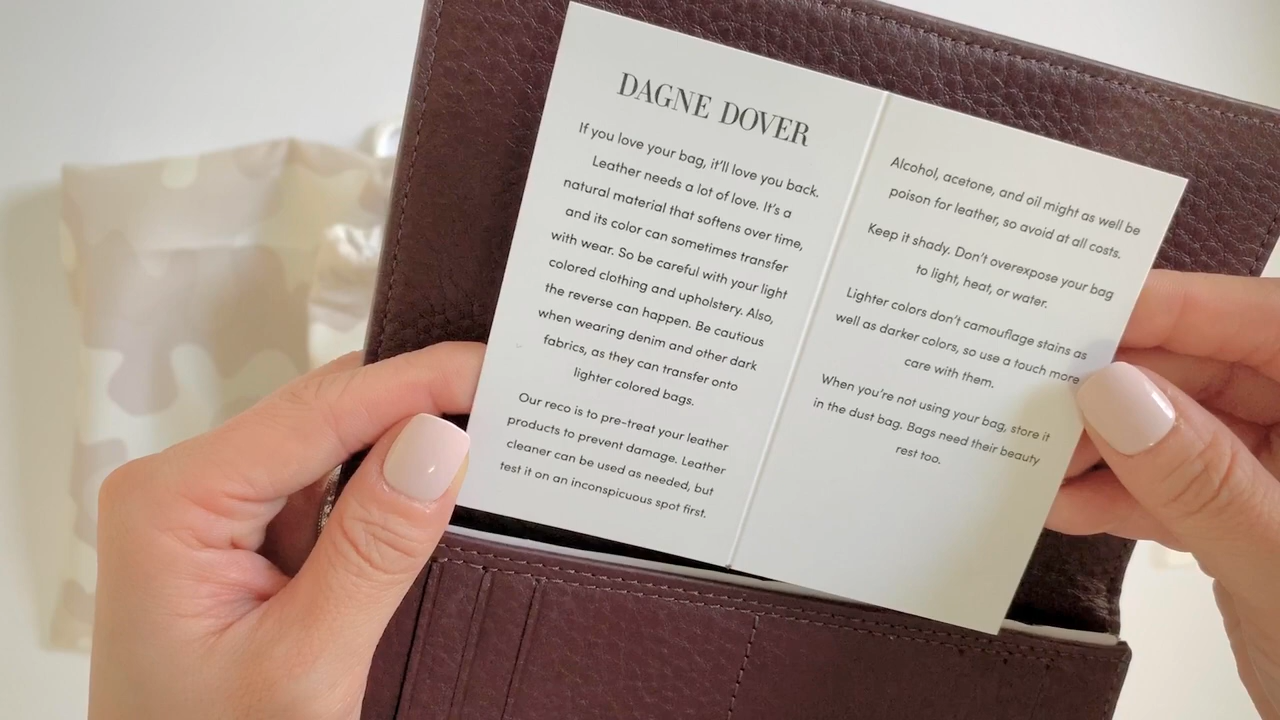 DAGNE DOVER
If you love your bag, it'll love you back.
Leather needs a lot of love. It's a
natural material that softens over time,
and its color can sometimes transfer
with wear. So be careful with your light
colored clothing and upholstery. Also,
the reverse can happen. Be cautious
when wearing denim and other dark
fabrics, as they can transfer onto
lighter colored bags.
Our reco is to pre-treat your leather
products to prevent damage. Leather
cleaner can be used as needed, but
test it on an inconspicuous spot first.
Alcohol, acetone, and oil might as well be
poison for leather, so avoid at all costs.
Keep it shady. Don't overexpose your bag
to light, heat, or water.
Lighter colors don't camouflage stains as
well as darker colors, so use a touch more
care with them.
When you're not using your bag, store it
in the dust bag. Bags need their beauty
rest too.